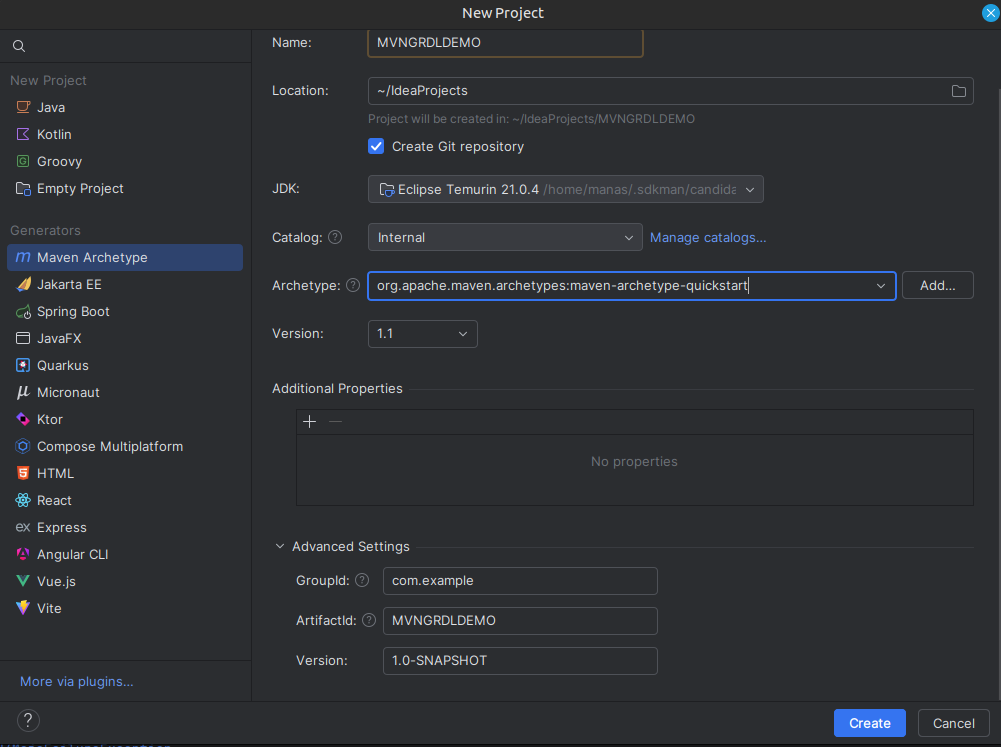 New Project
New Project
Java
Kotlin
Groovy
Empty Project
Generators
Maven Archetype
Jakarta EE
Spring Boot
JavaFX
Quarkus
Micronaut
Ktor
Compose Multiplatform
HTML
React
Express
Angular CLI
Vue.js
Vite
More via plugins...
Name: MVNGRDLDEMO
Location: ~/IdeaProjects
Project will be created in: ~/IdeaProjects/MVNGRDLDEMO
Create Git repository
JDK: Eclipse Temurin 21.0.4 /home/manas/.sdkman/candida
Catalog: ? Internal Manage catalogs...
Archetype: ? org.apache.maven.archetypes:maven-archetype-quickstart Add...
Version: 1.1
Additional Properties
No properties
Advanced Settings
GroupId: ? com.example
ArtifactId: ? MVNGRDLDEMO
Version: 1.0-SNAPSHOT
? Create Cancel